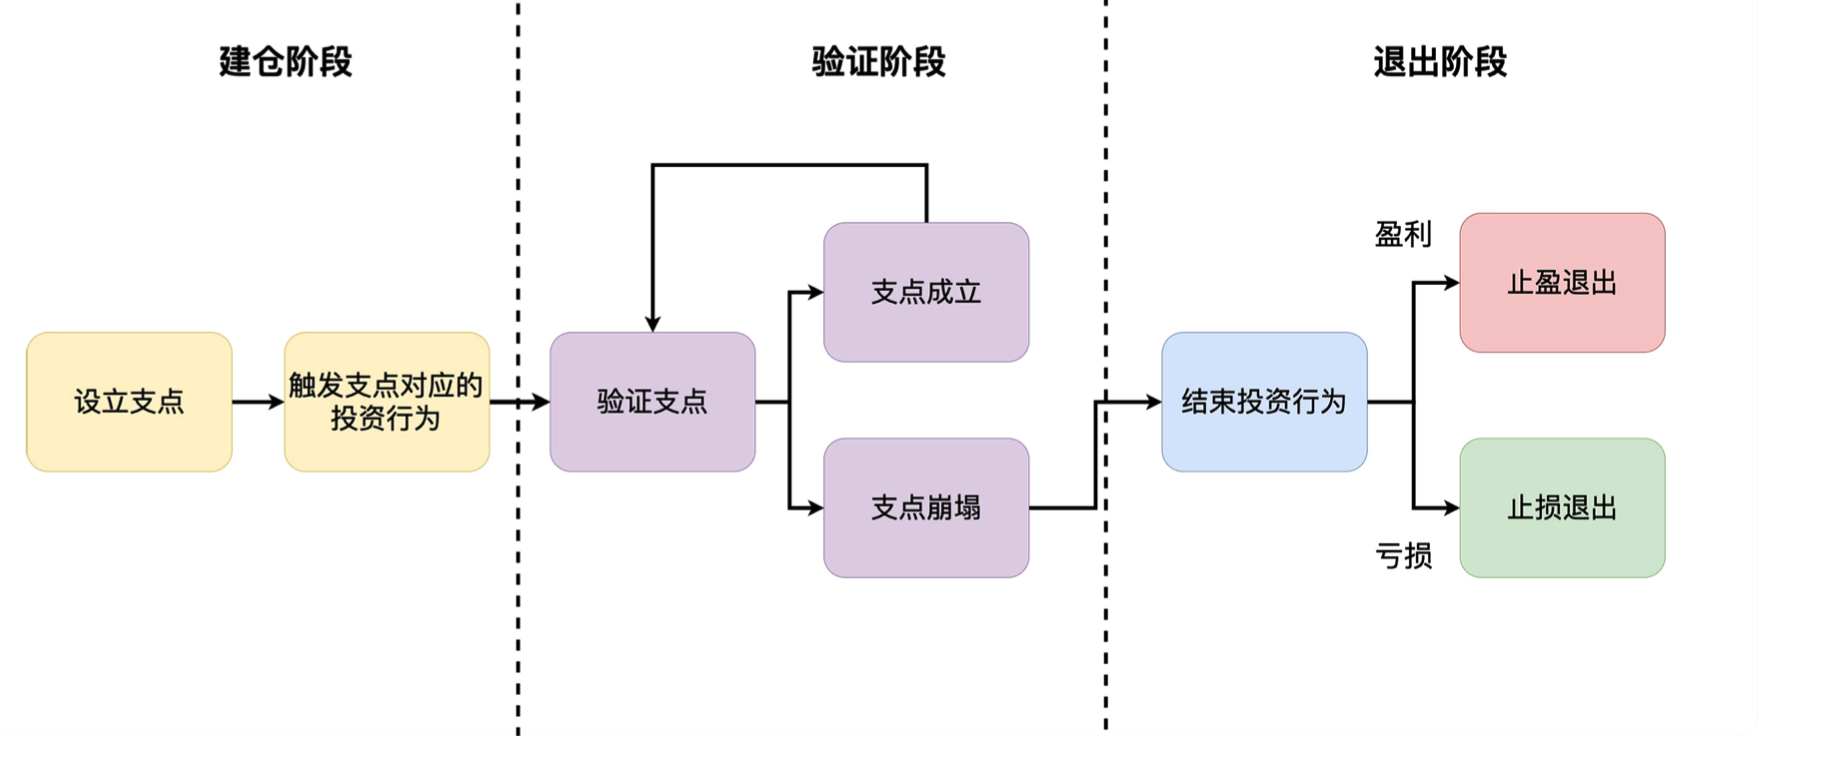 建仓阶段
验证阶段
退出阶段
设立支点
触发支点对应的
投资行为
验证支点
支点成立
支点崩塌
结束投资行为
盈利
止盈退出
亏损
止损退出